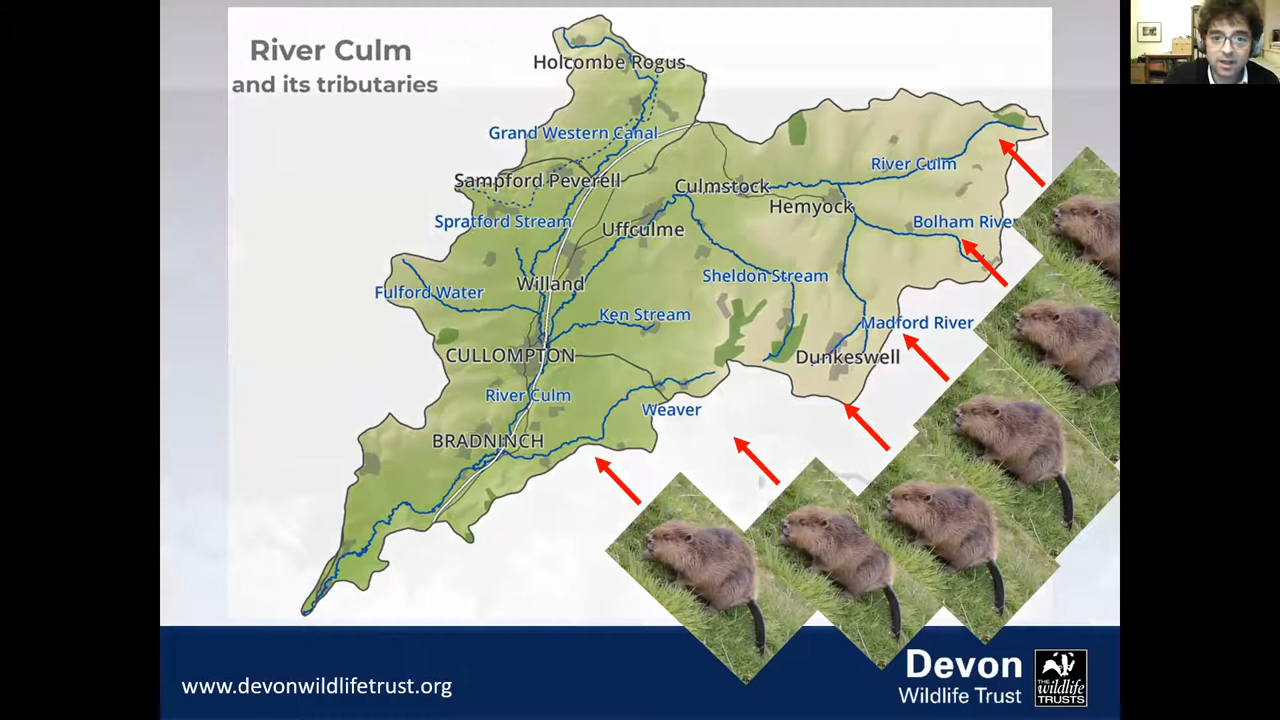 River Culm
and its tributaries
Holcombe Rogus
Grand Western Canal
River Culm
Sampford Peverell
Culmstock
Hemyock
Spratford Stream
Uffculme
Bolham River
Sheldon Stream
Willand
Fulford Water
Ken Stream
Madford River
CULLOMPTON
Dunkeswell
River Culm
Weaver
BRADNINCH
www.devonwildlifetrust.org
Devon
Wildlife Trust
THE
wildlife
TRUSTS